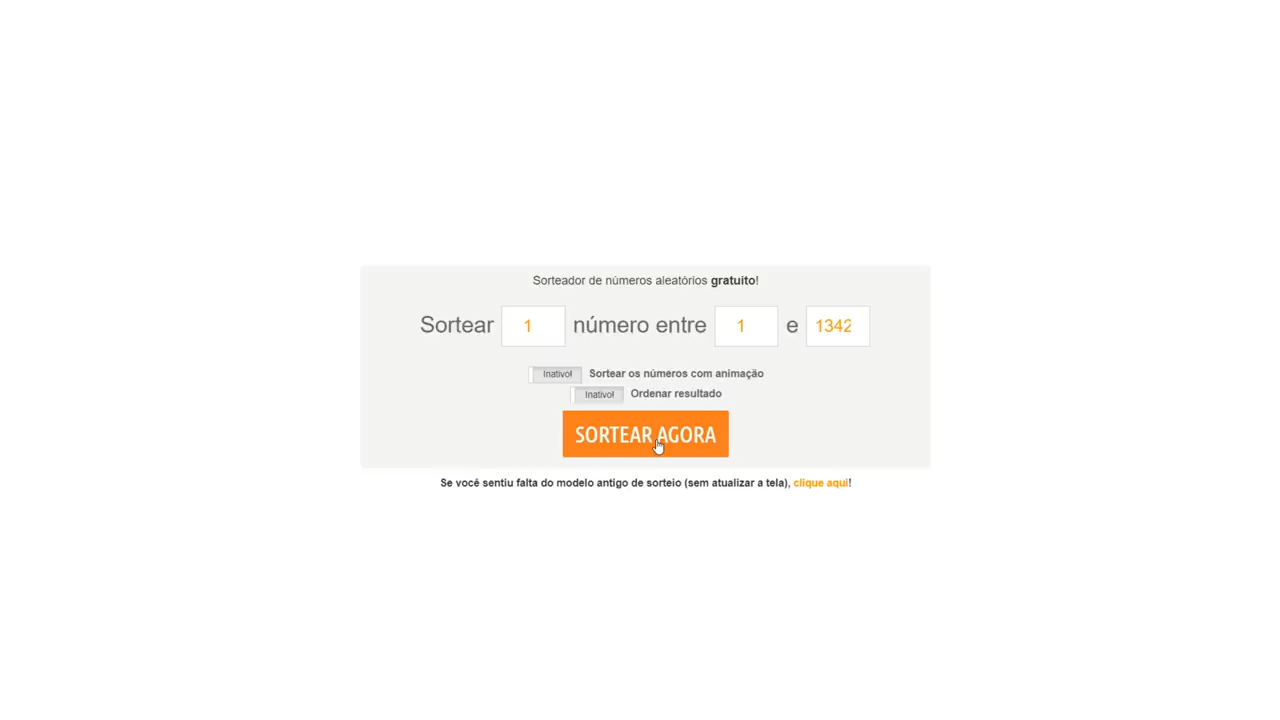 Sorteador de números aleatórios gratuito!
Sortear 1 número entre 1 e 1342
Inativo! Sortear os números com animação
Inativo! Ordenar resultado
SORTEAR AGORA
Se você sentiu falta do modelo antigo de sorteio (sem atualizar a tela), clique aqui!